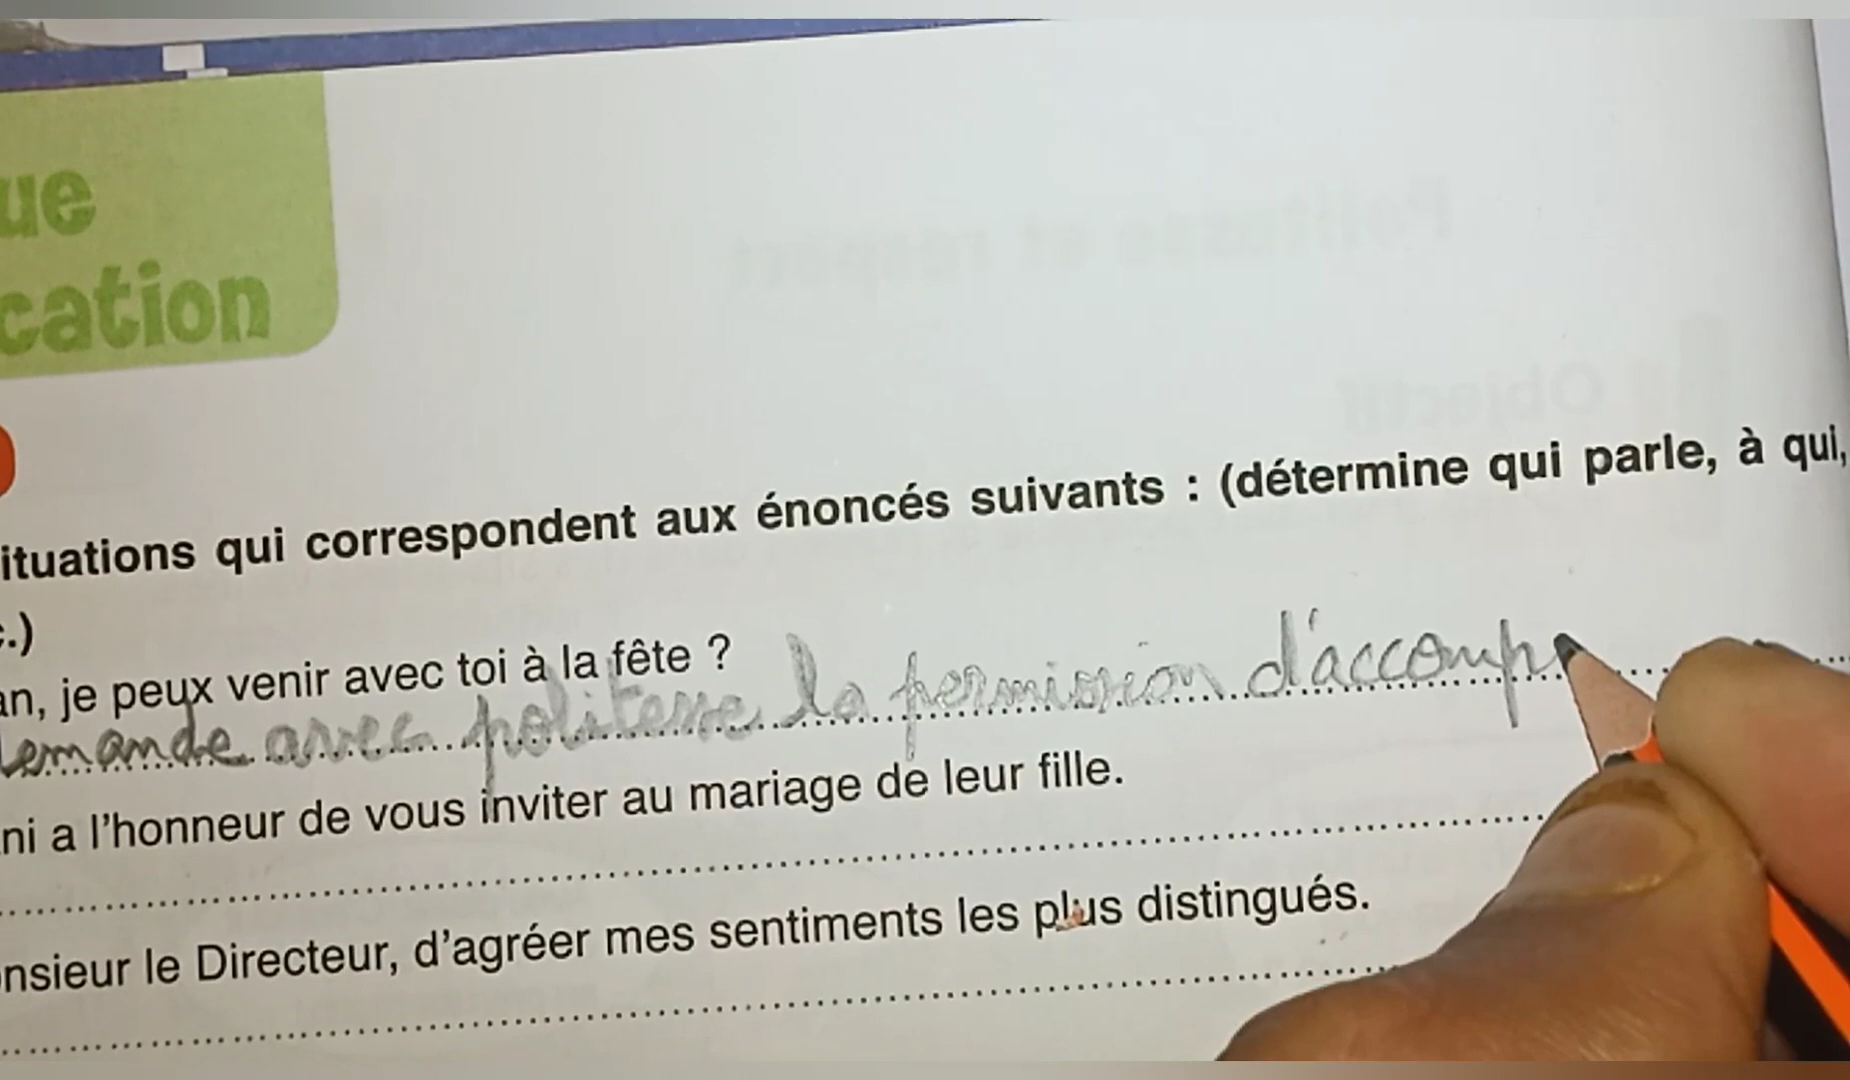 ue
cation
ituations qui correspondent aux énoncés suivants : (détermine qui parle, à qui,
c.)
an, je peux venir avec toi à la fête ?
demande avec politesse la permission d'accomp
ni a l'honneur de vous inviter au mariage de leur fille.
onsieur le Directeur, d'agréer mes sentiments les plus distingués.